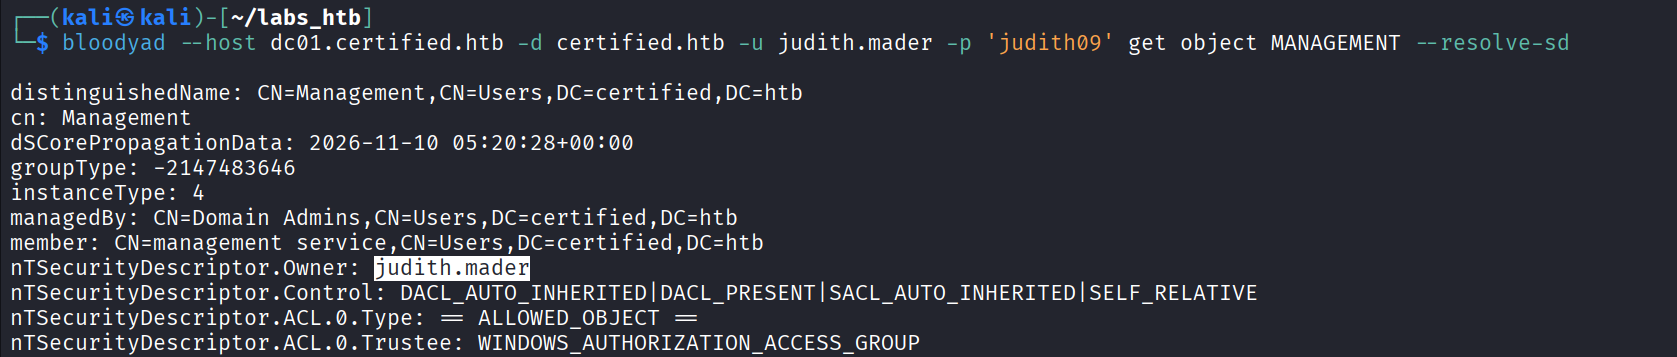 ┌──(kali㉿kali)-[~/labs_htb]
└─$ bloodyad --host dc01.certified.htb -d certified.htb -u judith.mader -p 'judith09' get object MANAGEMENT --resolve-sd
distinguishedName: CN=Management,CN=Users,DC=certified,DC=htb
cn: Management
dSCorePropagationData: 2026-11-10 05:20:28+00:00
groupType: -2147483646
instanceType: 4
managedBy: CN=Domain Admins,CN=Users,DC=certified,DC=htb
member: CN=management service,CN=Users,DC=certified,DC=htb
nTSecurityDescriptor.Owner: judith.mader
nTSecurityDescriptor.Control: DACL_AUTO_INHERITED|DACL_PRESENT|SACL_AUTO_INHERITED|SELF_RELATIVE
nTSecurityDescriptor.ACL.0.Type: == ALLOWED_OBJECT ==
nTSecurityDescriptor.ACL.0.Trustee: WINDOWS_AUTHORIZATION_ACCESS_GROUP